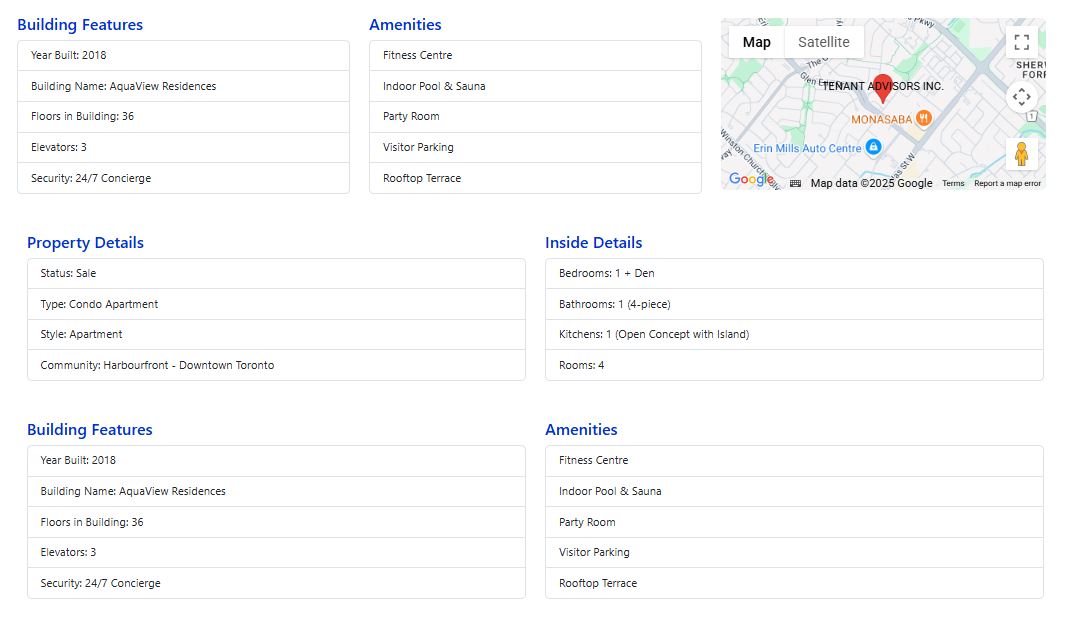 Building Features
Year Built: 2018
Building Name: AquaView Residences
Floors in Building: 36
Elevators: 3
Security: 24/7 Concierge
Amenities
Fitness Centre
Indoor Pool & Sauna
Party Room
Visitor Parking
Rooftop Terrace
Map Satellite
TENANT ADVISORS INC.
MONASABA
Erin Mills Auto Centre
Google
Map data ©2025 Google Terms Report a map error
Property Details
Status: Sale
Type: Condo Apartment
Style: Apartment
Community: Harbourfront - Downtown Toronto
Inside Details
Bedrooms: 1 + Den
Bathrooms: 1 (4-piece)
Kitchens: 1 (Open Concept with Island)
Rooms: 4
Building Features
Year Built: 2018
Building Name: AquaView Residences
Floors in Building: 36
Elevators: 3
Security: 24/7 Concierge
Amenities
Fitness Centre
Indoor Pool & Sauna
Party Room
Visitor Parking
Rooftop Terrace